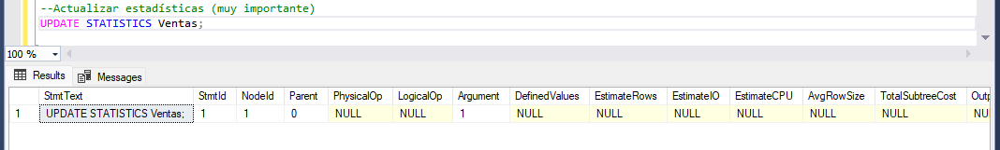 --Actualizar estadísticas (muy importante)
UPDATE STATISTICS Ventas;
100 %
Results Messages
StmtText StmtId NodeId Parent PhysicalOp LogicalOp Argument DefinedValues EstimateRows EstimateIO EstimateCPU AvgRowSize TotalSubtreeCost Outp
1 UPDATE STATISTICS Ventas; 1 1 0 NULL NULL 1 NULL NULL NULL NULL NULL NULL NU